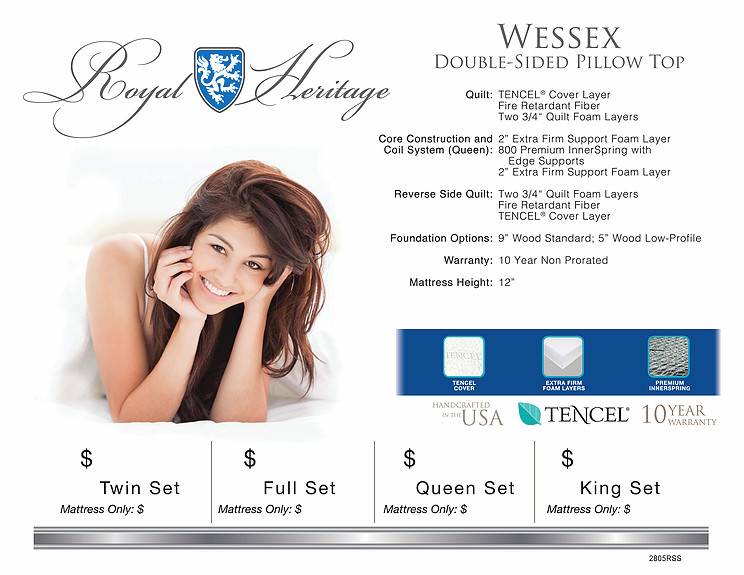 Royal Heritage
WESSEX
DOUBLE-SIDED PILLOW TOP
Quilt: TENCEL® Cover Layer
Fire Retardant Fiber
Two 3/4“ Quilt Foam Layers
Core Construction and 2” Extra Firm Support Foam Layer
Coil System (Queen): 800 Premium InnerSpring with
Edge Supports
2” Extra Firm Support Foam Layer
Reverse Side Quilt: Two 3/4“ Quilt Foam Layers
Fire Retardant Fiber
TENCEL® Cover Layer
Foundation Options: 9” Wood Standard; 5” Wood Low-Profile
Warranty: 10 Year Non Prorated
Mattress Height: 12”
TENCEL
TENCEL
COVER
EXTRA FIRM
FOAM LAYERS
PREMIUM
INNERSPRING
HANDCRAFTED
IN THE USA
TENCEL®
10 YEAR
WARRANTY
$ $ $ $
Twin Set Full Set Queen Set King Set
Mattress Only: $ Mattress Only: $ Mattress Only: $ Mattress Only: $
2805RSS